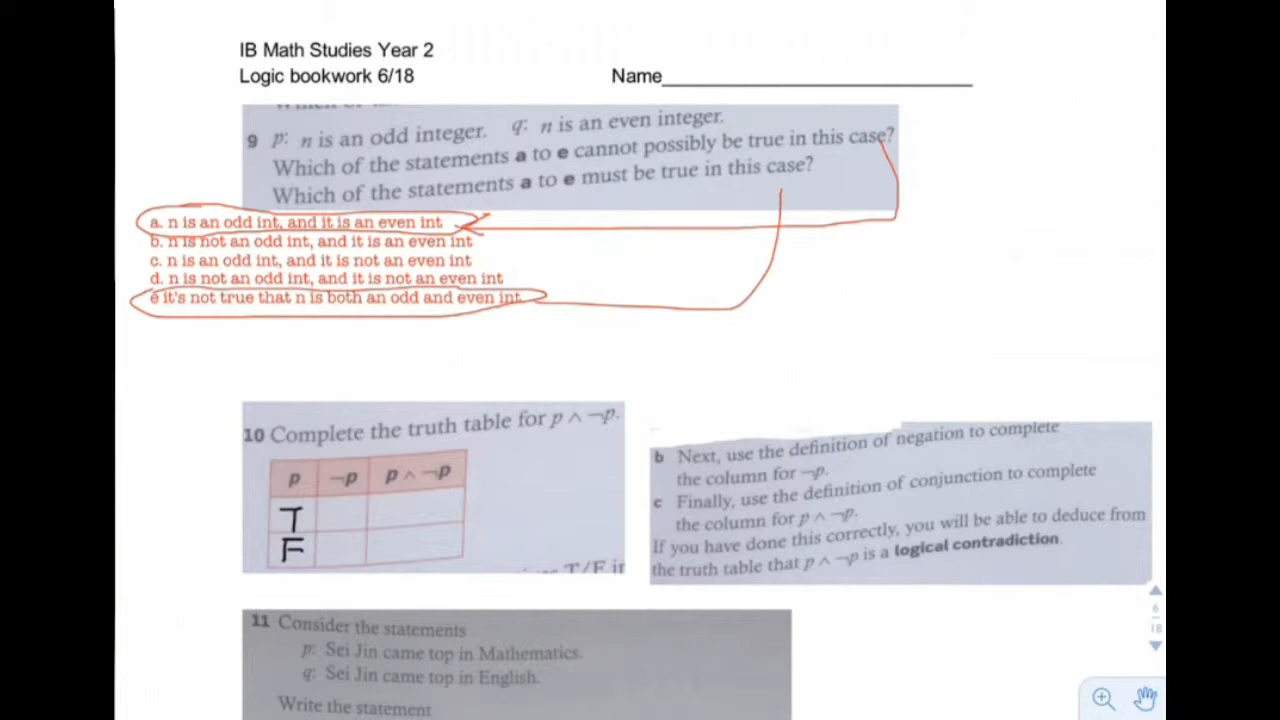 IB Math Studies Year 2
Logic bookwork 6/18
Name
9 p: n is an odd integer. q: n is an even integer.
Which of the statements a to e cannot possibly be true in this case?
Which of the statements a to e must be true in this case?
a. n is an odd int, and it is an even int
b. n is not an odd int, and it is an even int
c. n is an odd int, and it is not an even int
d. n is not an odd int, and it is not an even int
e it's not true that n is both an odd and even int
10 Complete the truth table for p ∧ ¬p.
p ¬p p ∧ ¬p
T
F
T/F
b Next, use the definition of negation to complete
the column for ¬p.
c Finally, use the definition of conjunction to complete
the column for p ∧ ¬p.
If you have done this correctly, you will be able to deduce from
the truth table that p ∧ ¬p is a logical contradiction.
11 Consider the statements
p: Sei Jin came top in Mathematics.
q: Sei Jin came top in English.
Write the statement
6
18